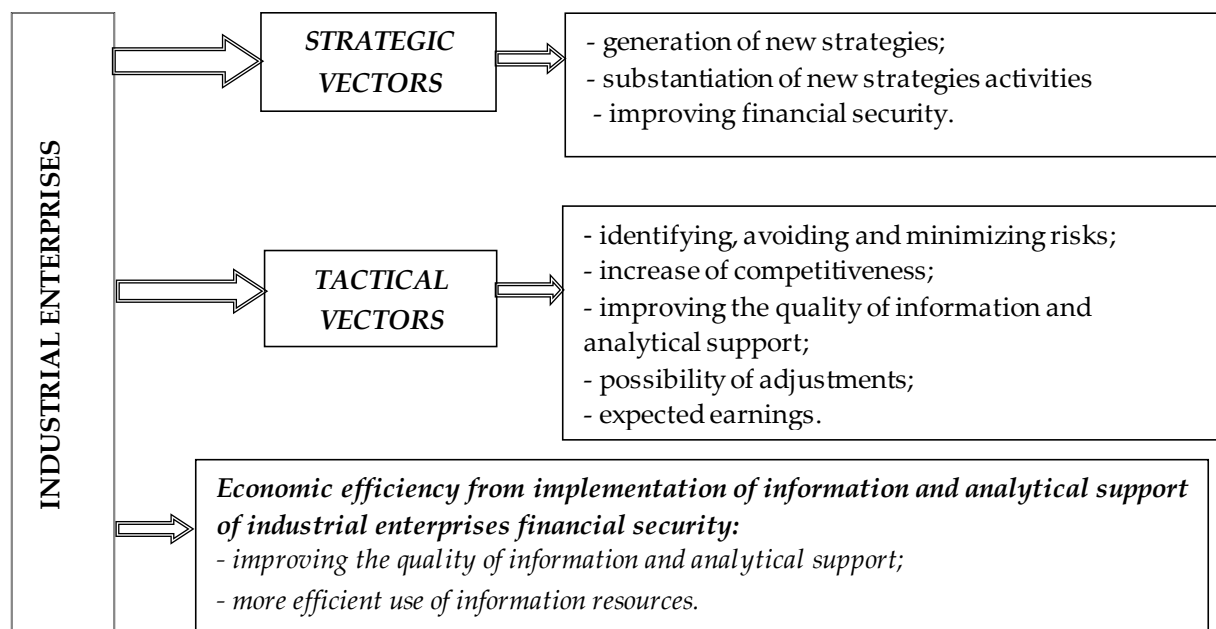 INDUSTRIAL ENTERPRISES
STRATEGIC
VECTORS
- generation of new strategies;
- substantiation of new strategies activities
- improving financial security.
TACTICAL
VECTORS
- identifying, avoiding and minimizing risks;
- increase of competitiveness;
- improving the quality of information and
analytical support;
- possibility of adjustments;
- expected earnings.
Economic efficiency from implementation of information and analytical support
of industrial enterprises financial security:
- improving the quality of information and analytical support;
- more efficient use of information resources.